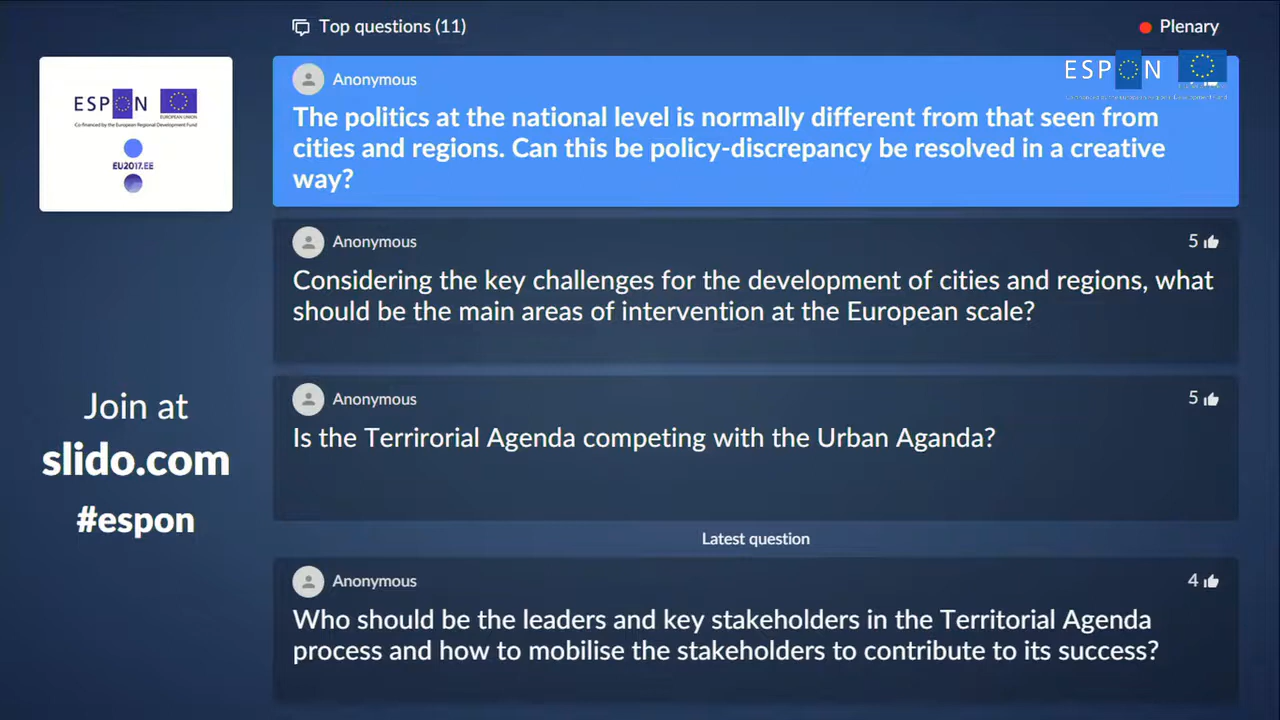 Top questions (11)
Plenary
ESPON
EUROPEAN UNION
Co-financed by the European Regional Development Fund
EU2017.EE
Join at
slido.com
#espon
ESPON
Anonymous
The politics at the national level is normally different from that seen from
cities and regions. Can this be policy-discrepancy be resolved in a creative
way?
Anonymous
5
Considering the key challenges for the development of cities and regions, what
should be the main areas of intervention at the European scale?
Anonymous
5
Is the Terrirorial Agenda competing with the Urban Aganda?
Latest question
Anonymous
4
Who should be the leaders and key stakeholders in the Territorial Agenda
process and how to mobilise the stakeholders to contribute to its success?